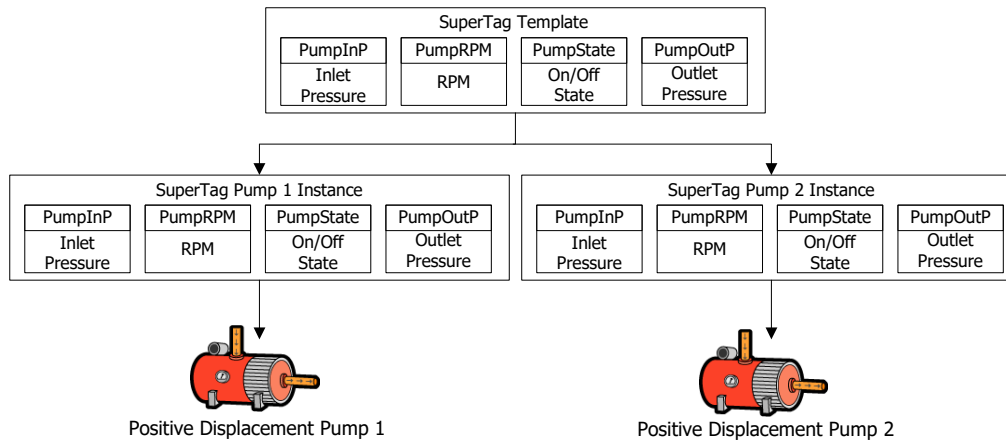 SuperTag Template
PumpInP PumpRPM PumpState PumpOutP
Inlet Pressure RPM On/Off State Outlet Pressure
SuperTag Pump 1 Instance
PumpInP PumpRPM PumpState PumpOutP
Inlet Pressure RPM On/Off State Outlet Pressure
SuperTag Pump 2 Instance
PumpInP PumpRPM PumpState PumpOutP
Inlet Pressure RPM On/Off State Outlet Pressure
Positive Displacement Pump 1
Positive Displacement Pump 2